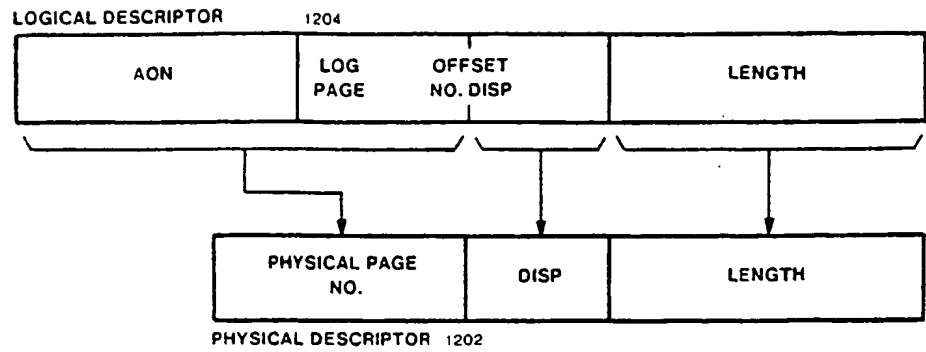 LOGICAL DESCRIPTOR 1204
AON
LOG PAGE
OFFSET NO. DISP
LENGTH
PHYSICAL PAGE NO.
DISP
LENGTH
PHYSICAL DESCRIPTOR 1202